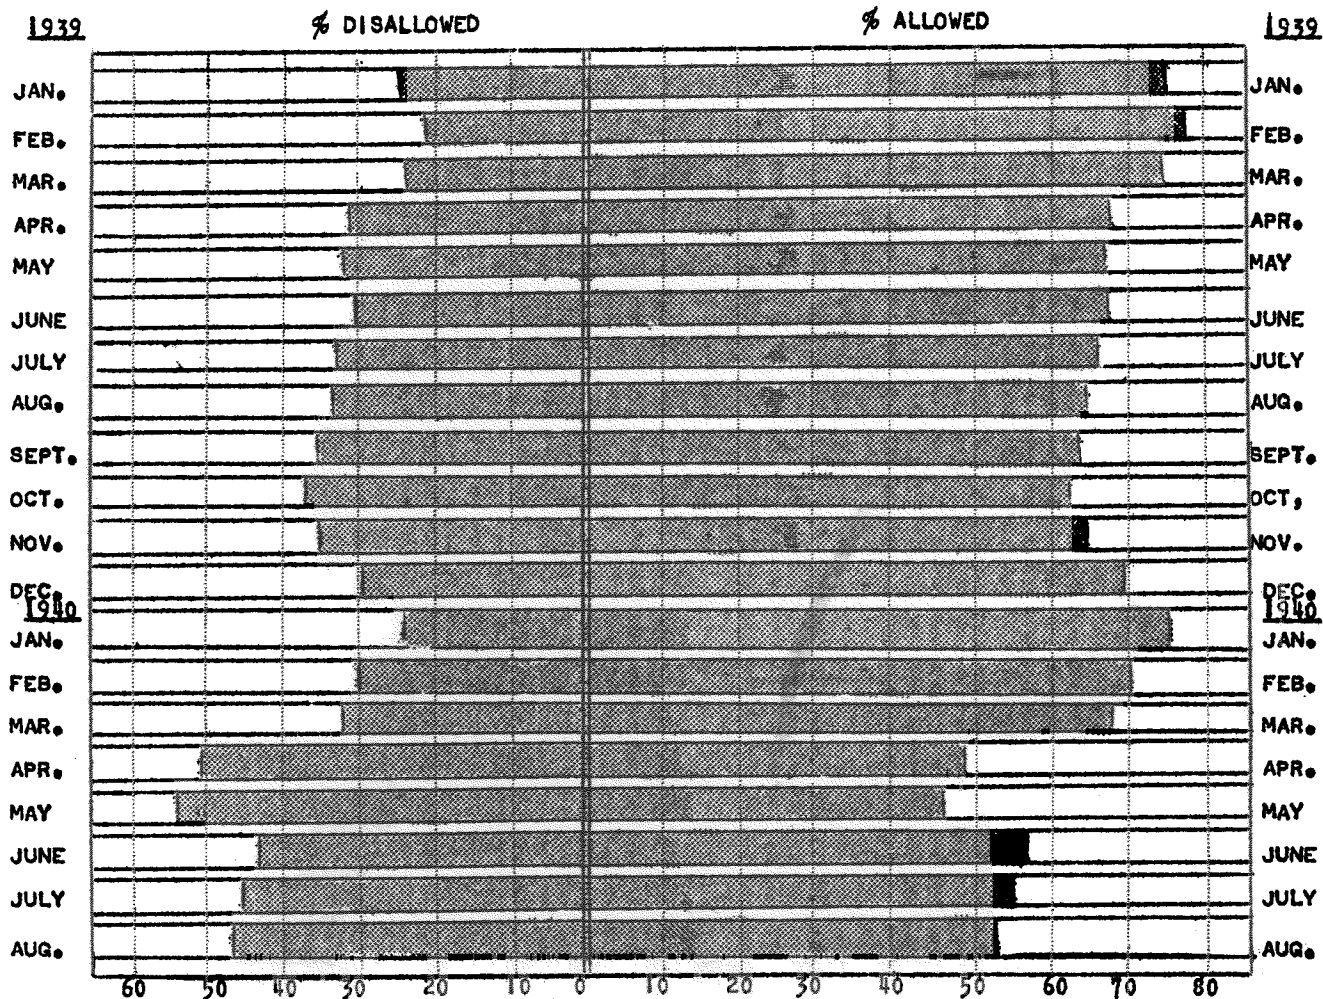 1939 % DISALLOWED % ALLOWED 1939
JAN. JAN.
FEB. FEB.
MAR. MAR.
APR. APR.
MAY MAY
JUNE JUNE
JULY JULY
AUG. AUG.
SEPT. SEPT.
OCT. OCT,
NOV. NOV.
DEC. DEC.
1940 1940
JAN. JAN.
FEB. FEB.
MAR. MAR.
APR. APR.
MAY MAY
JUNE JUNE
JULY JULY
AUG. AUG.
60 50 40 30 20 10 0 10 20 30 40 50 60 70 80